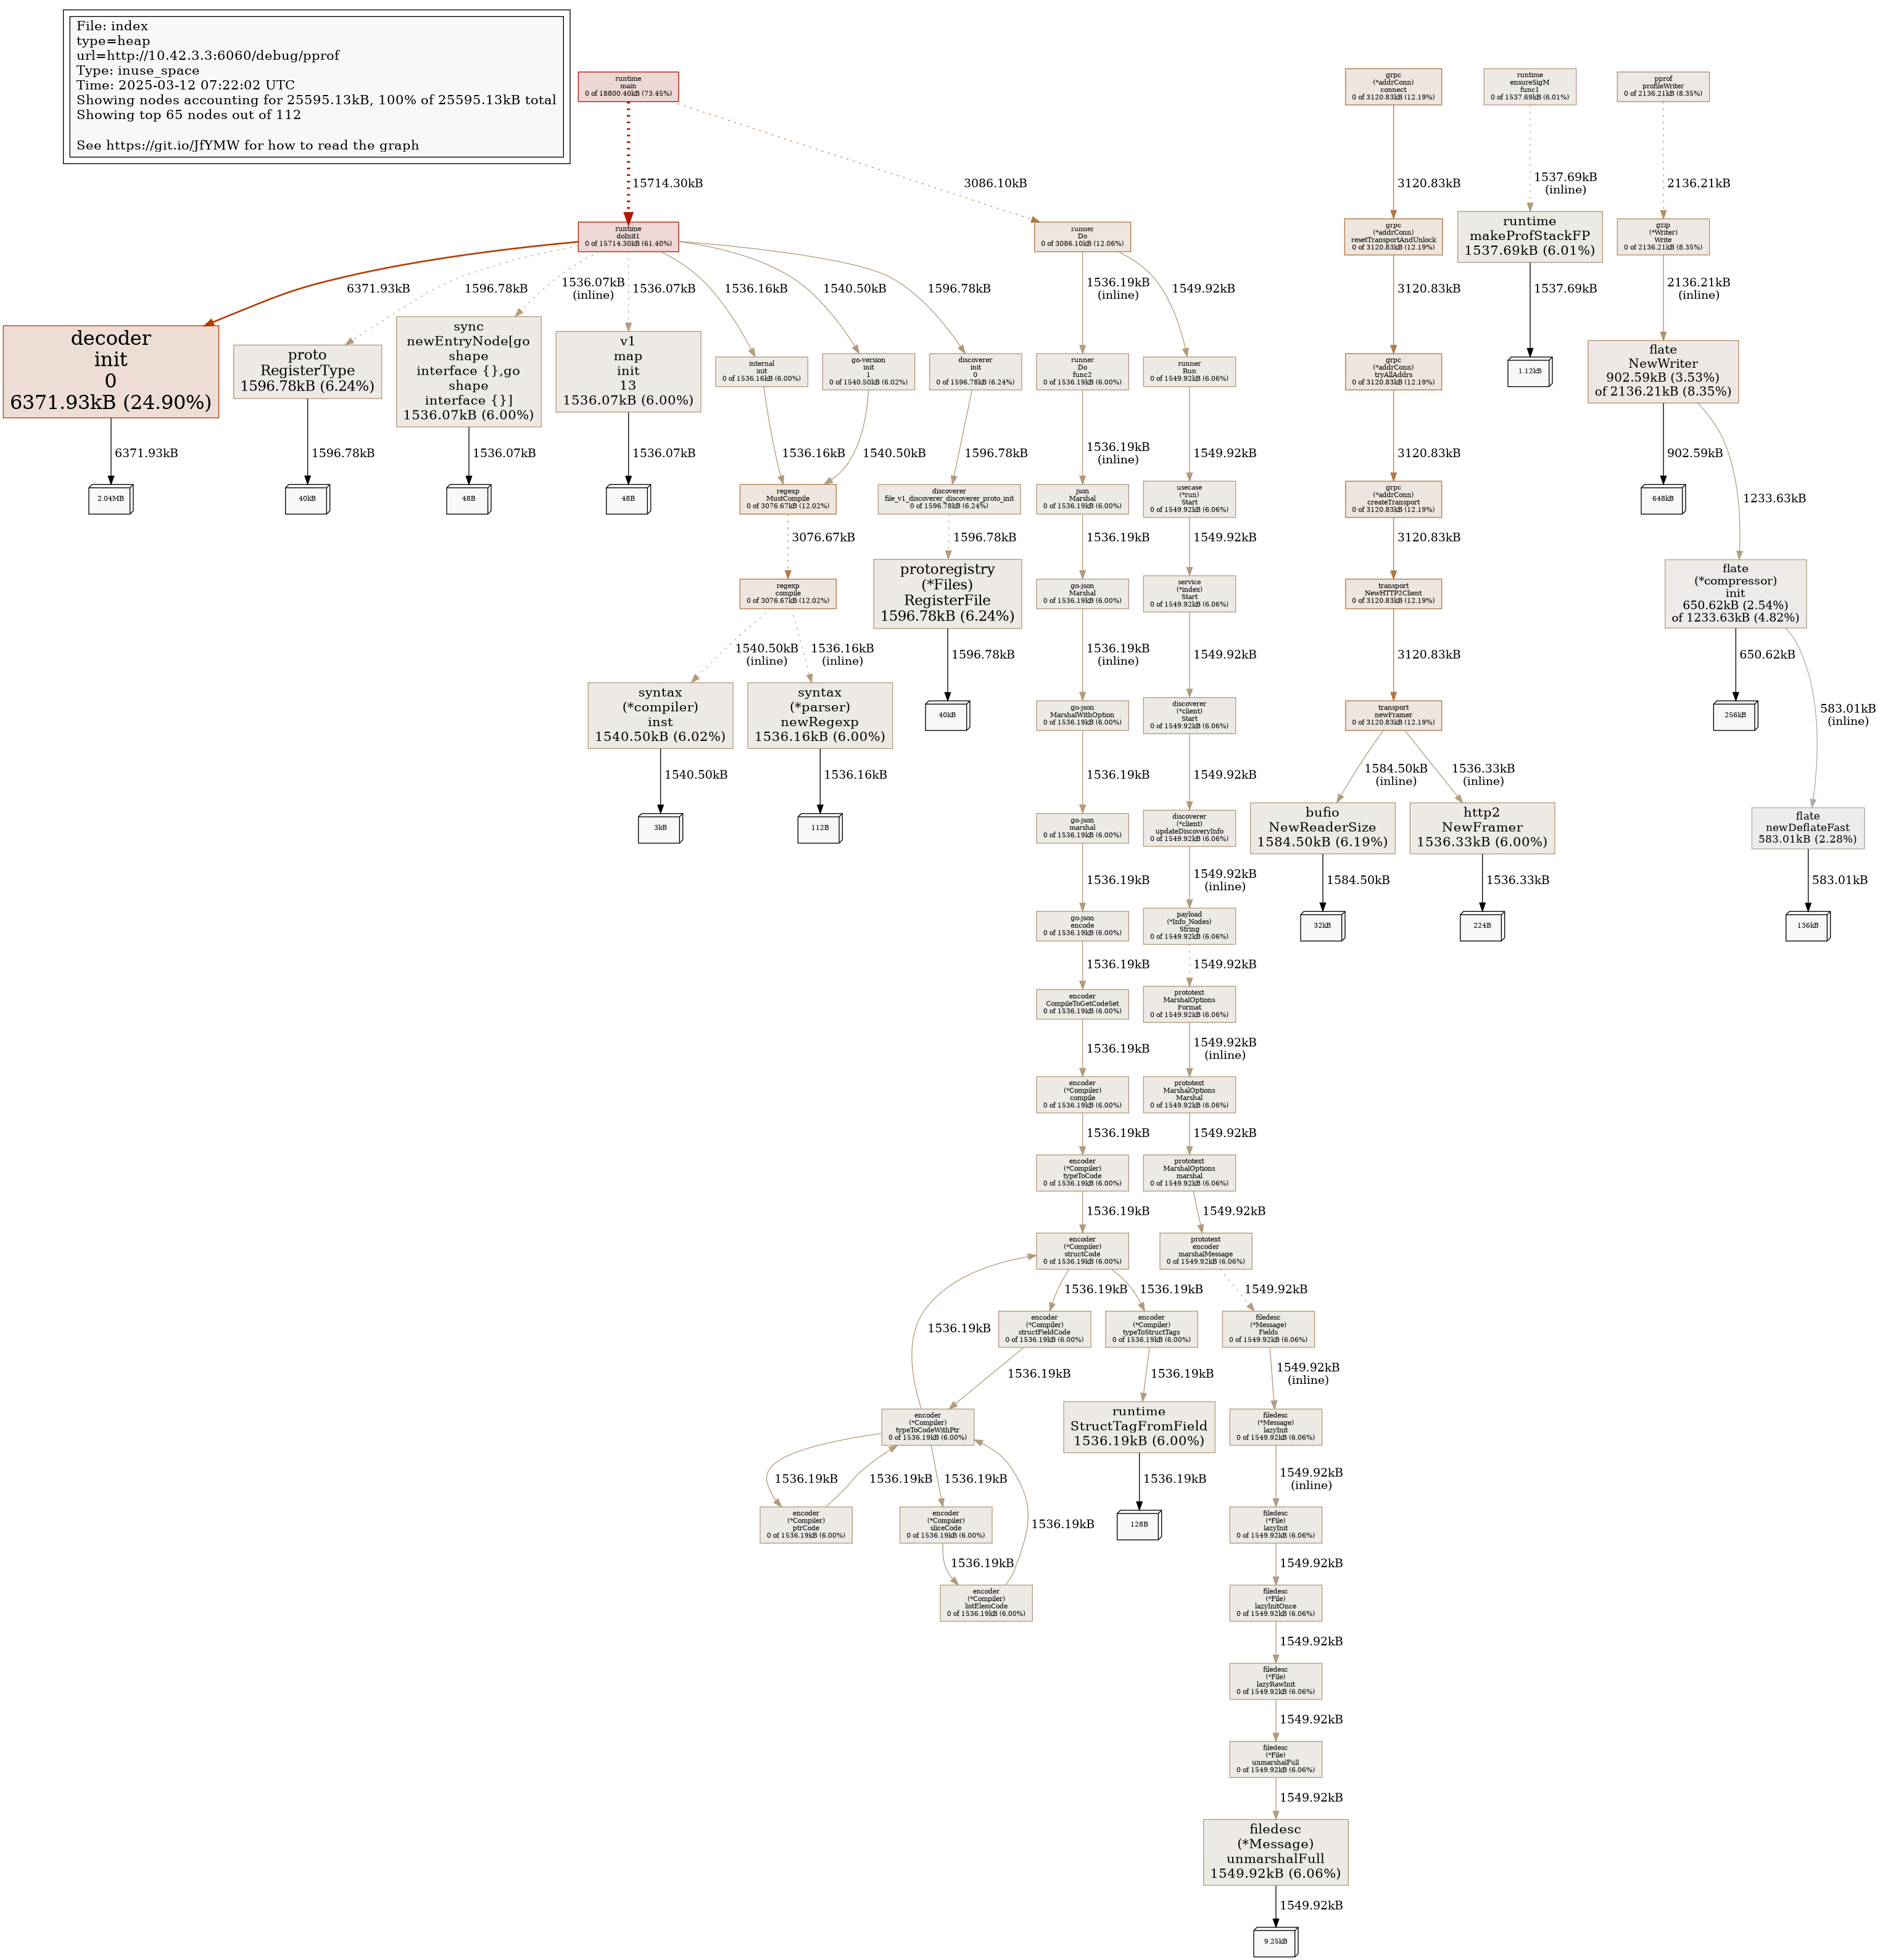 File: index
type=heap
url=http://10.42.3.3:6060/debug/pprof
Type: inuse_space
Time: 2025-03-12 07:22:02 UTC
Showing nodes accounting for 25595.13kB, 100% of 25595.13kB total
Showing top 65 nodes out of 112
See https://git.io/JfYMW for how to read the graph
runtime
main
0 of 18800.40kB (73.45%)
grpc
(*addrConn)
connect
0 of 3120.83kB (12.19%)
runtime
ensureSigM
func1
0 of 1537.69kB (6.01%)
pprof
profileWriter
0 of 2136.21kB (8.35%)
15714.30kB
3086.10kB
3120.83kB
1537.69kB
(inline)
2136.21kB
runtime
doInit1
0 of 15714.30kB (61.40%)
runner
Do
0 of 3086.10kB (12.06%)
grpc
(*addrConn)
resetTransportAndUnlock
0 of 3120.83kB (12.19%)
runtime
makeProfStackFP
1537.69kB (6.01%)
gzip
(*Writer)
Write
0 of 2136.21kB (8.35%)
6371.93kB
1596.78kB
1536.07kB
(inline)
1536.07kB
1536.16kB
1540.50kB
1596.78kB
1536.19kB
(inline)
1549.92kB
3120.83kB
1537.69kB
2136.21kB
(inline)
decoder
init
0
6371.93kB (24.90%)
proto
RegisterType
1596.78kB (6.24%)
sync
newEntryNode[go
shape
interface {},go
shape
interface {}]
1536.07kB (6.00%)
v1
map
init
13
1536.07kB (6.00%)
internal
init
0 of 1536.16kB (6.00%)
go-version
init
1
0 of 1540.50kB (6.02%)
discoverer
init
0
0 of 1596.78kB (6.24%)
runner
Do
func2
0 of 1536.19kB (6.00%)
runner
Run
0 of 1549.92kB (6.06%)
grpc
(*addrConn)
tryAllAddrs
0 of 3120.83kB (12.19%)
1.12kB
flate
NewWriter
902.59kB (3.53%)
of 2136.21kB (8.35%)
6371.93kB
1596.78kB
1536.07kB
1536.07kB
1536.16kB
1540.50kB
1596.78kB
1536.19kB
(inline)
1549.92kB
3120.83kB
902.59kB
1233.63kB
2.04MB
40kB
48B
48B
regexp
MustCompile
0 of 3076.67kB (12.02%)
discoverer
file_v1_discoverer_discoverer_proto_init
0 of 1596.78kB (6.24%)
json
Marshal
0 of 1536.19kB (6.00%)
usecase
(*run)
Start
0 of 1549.92kB (6.06%)
grpc
(*addrConn)
createTransport
0 of 3120.83kB (12.19%)
648kB
3076.67kB
1596.78kB
1536.19kB
1549.92kB
3120.83kB
regexp
compile
0 of 3076.67kB (12.02%)
protoregistry
(*Files)
RegisterFile
1596.78kB (6.24%)
go-json
Marshal
0 of 1536.19kB (6.00%)
service
(*index)
Start
0 of 1549.92kB (6.06%)
transport
NewHTTP2Client
0 of 3120.83kB (12.19%)
flate
(*compressor)
init
650.62kB (2.54%)
of 1233.63kB (4.82%)
1540.50kB
(inline)
1536.16kB
(inline)
1596.78kB
1536.19kB
(inline)
1549.92kB
3120.83kB
650.62kB
583.01kB
(inline)
syntax
(*compiler)
inst
1540.50kB (6.02%)
syntax
(*parser)
newRegexp
1536.16kB (6.00%)
40kB
go-json
MarshalWithOption
0 of 1536.19kB (6.00%)
discoverer
(*client)
Start
0 of 1549.92kB (6.06%)
transport
newFramer
0 of 3120.83kB (12.19%)
256kB
1540.50kB
1536.16kB
1536.19kB
1549.92kB
1584.50kB
(inline)
1536.33kB
(inline)
3kB
112B
go-json
marshal
0 of 1536.19kB (6.00%)
discoverer
(*client)
updateDiscoveryInfo
0 of 1549.92kB (6.06%)
bufio
NewReaderSize
1584.50kB (6.19%)
http2
NewFramer
1536.33kB (6.00%)
flate
newDeflateFast
583.01kB (2.28%)
1536.19kB
1549.92kB
(inline)
1584.50kB
1536.33kB
583.01kB
go-json
encode
0 of 1536.19kB (6.00%)
payload
(*Info_Nodes)
String
0 of 1549.92kB (6.06%)
32kB
224B
136kB
1536.19kB
1549.92kB
encoder
CompileToGetCodeSet
0 of 1536.19kB (6.00%)
prototext
MarshalOptions
Format
0 of 1549.92kB (6.06%)
1536.19kB
1549.92kB
(inline)
encoder
(*Compiler)
compile
0 of 1536.19kB (6.00%)
prototext
MarshalOptions
Marshal
0 of 1549.92kB (6.06%)
1536.19kB
1549.92kB
encoder
(*Compiler)
typeToCode
0 of 1536.19kB (6.00%)
prototext
MarshalOptions
marshal
0 of 1549.92kB (6.06%)
1536.19kB
1549.92kB
encoder
(*Compiler)
structCode
0 of 1536.19kB (6.00%)
prototext
encoder
marshalMessage
0 of 1549.92kB (6.06%)
1536.19kB
1536.19kB
1536.19kB
1549.92kB
encoder
(*Compiler)
structFieldCode
0 of 1536.19kB (6.00%)
encoder
(*Compiler)
typeToStructTags
0 of 1536.19kB (6.00%)
filedesc
(*Message)
Fields
0 of 1549.92kB (6.06%)
1536.19kB
1536.19kB
1549.92kB
(inline)
encoder
(*Compiler)
typeToCodeWithPtr
0 of 1536.19kB (6.00%)
runtime
StructTagFromField
1536.19kB (6.00%)
filedesc
(*Message)
lazyInit
0 of 1549.92kB (6.06%)
1536.19kB
1536.19kB
1536.19kB
1536.19kB
1536.19kB
1549.92kB
(inline)
encoder
(*Compiler)
ptrCode
0 of 1536.19kB (6.00%)
encoder
(*Compiler)
sliceCode
0 of 1536.19kB (6.00%)
128B
filedesc
(*File)
lazyInit
0 of 1549.92kB (6.06%)
1536.19kB
1549.92kB
encoder
(*Compiler)
listElemCode
0 of 1536.19kB (6.00%)
filedesc
(*File)
lazyInitOnce
0 of 1549.92kB (6.06%)
1549.92kB
filedesc
(*File)
lazyRawInit
0 of 1549.92kB (6.06%)
1549.92kB
filedesc
(*File)
unmarshalFull
0 of 1549.92kB (6.06%)
1549.92kB
filedesc
(*Message)
unmarshalFull
1549.92kB (6.06%)
1549.92kB
9.25kB